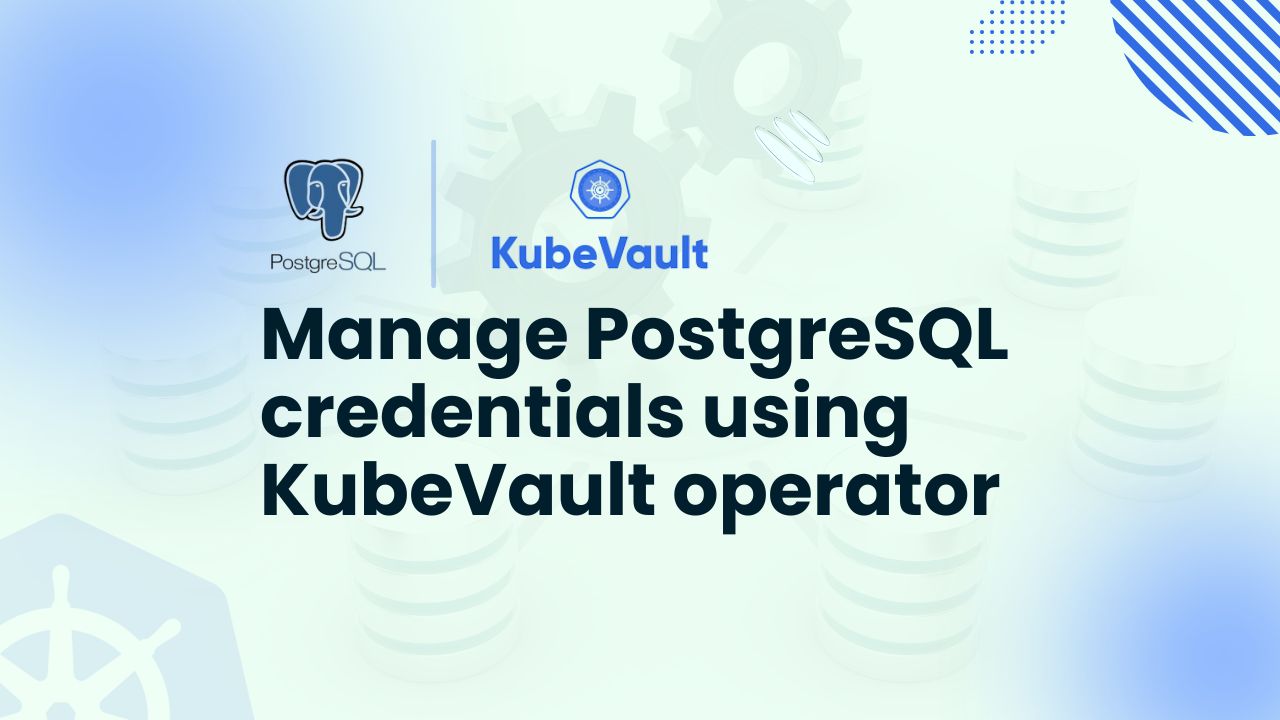 PostgreSQL
KubeVault
Manage PostgreSQL
credentials using
KubeVault operator